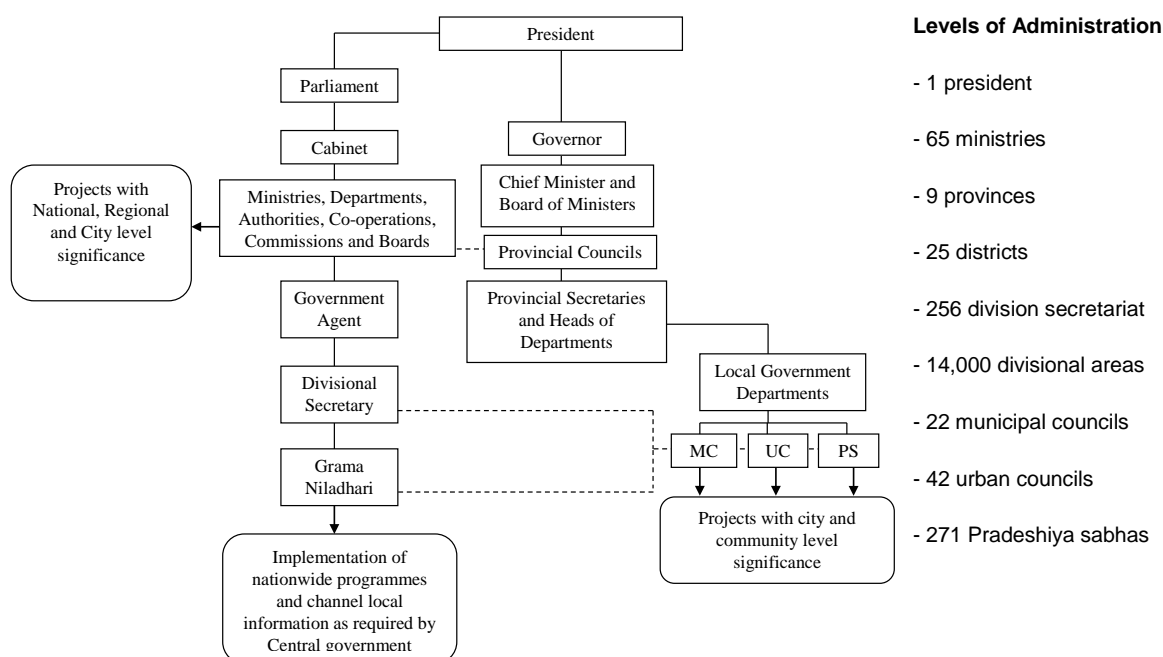 President
Parliament
Cabinet
Ministries, Departments,
Authorities, Co-operations,
Commissions and Boards
Projects with
National, Regional
and City level
significance
Government
Agent
Divisional
Secretary
Grama
Niladhari
Implementation of
nationwide programmes
and channel local
information as required by
Central government
Governor
Chief Minister and
Board of Ministers
Provincial Councils
Provincial Secretaries
and Heads of
Departments
Local Government
Departments
MC
UC
PS
Projects with city and
community level
significance
Levels of Administration
- 1 president
- 65 ministries
- 9 provinces
- 25 districts
- 256 division secretariat
- 14,000 divisional areas
- 22 municipal councils
- 42 urban councils
- 271 Pradeshiya sabhas